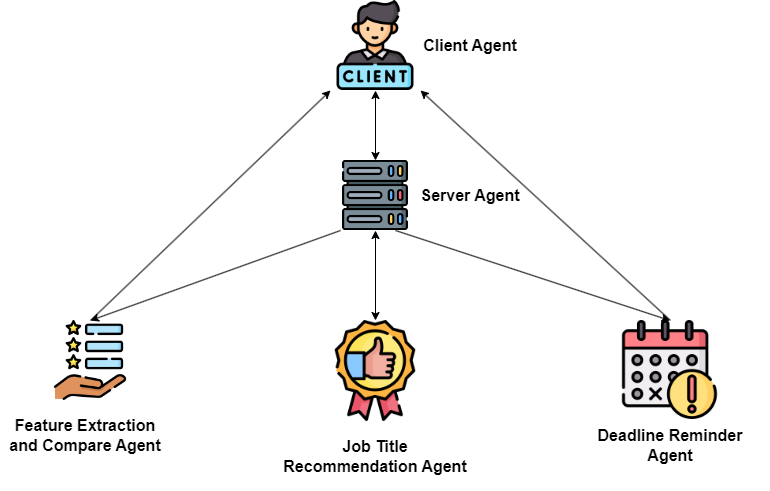 Client Agent
CLIENT
Server Agent
Feature Extraction
and Compare Agent
Job Title
Recommendation Agent
Deadline Reminder
Agent